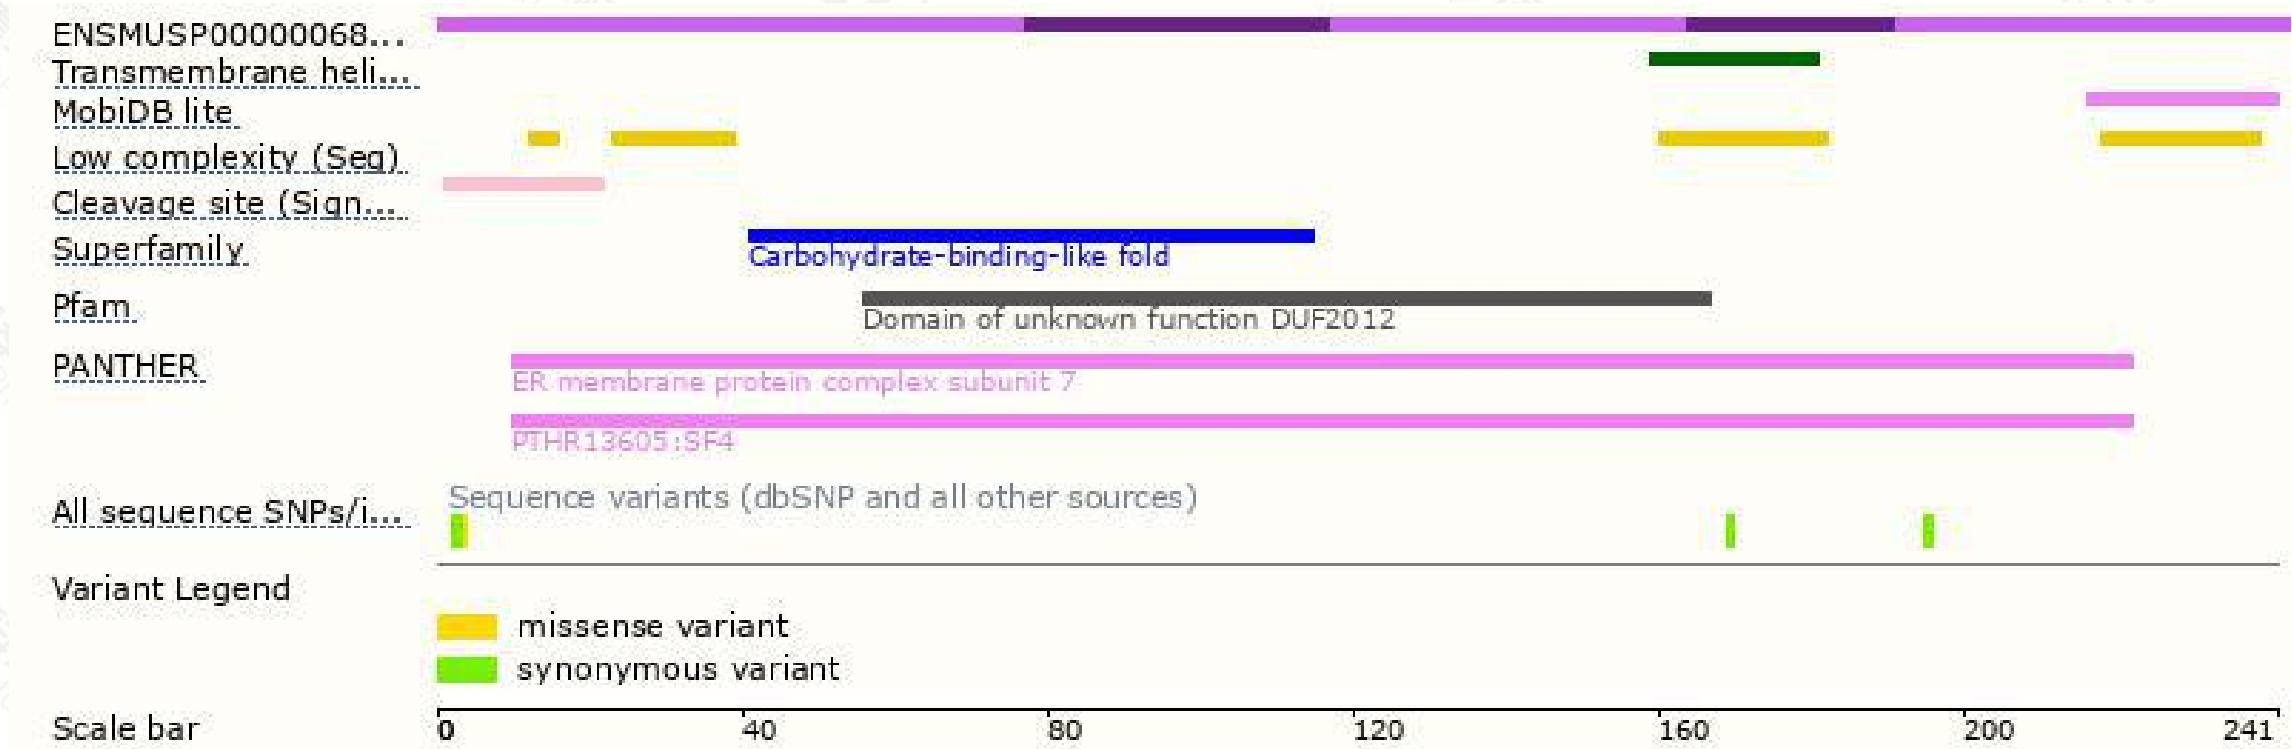 ENSMUSP00000068...
Transmembrane heli...
MobiDB lite
Low complexity (Seg)
Cleavage site (Sign...
Superfamily
Carbohydrate-binding-like fold
Pfam
Domain of unknown function DUF2012
PANTHER
ER membrane protein complex subunit 7
PTHR13605:SF4
All sequence SNPs/i...
Sequence variants (dbSNP and all other sources)
Variant Legend
missense variant
synonymous variant
Scale bar 0 40 80 120 160 200 241